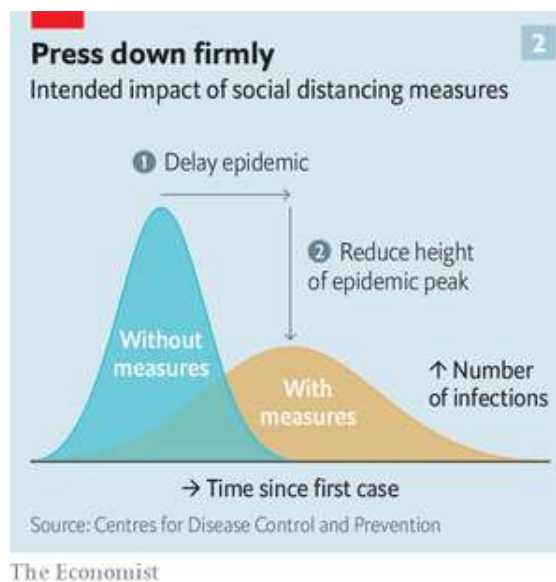 Press down firmly
2
Intended impact of social distancing measures
1 Delay epidemic
2 Reduce height
of epidemic peak
Without
measures
With
measures
↑ Number
of infections
→ Time since first case
Source: Centres for Disease Control and Prevention
The Economist